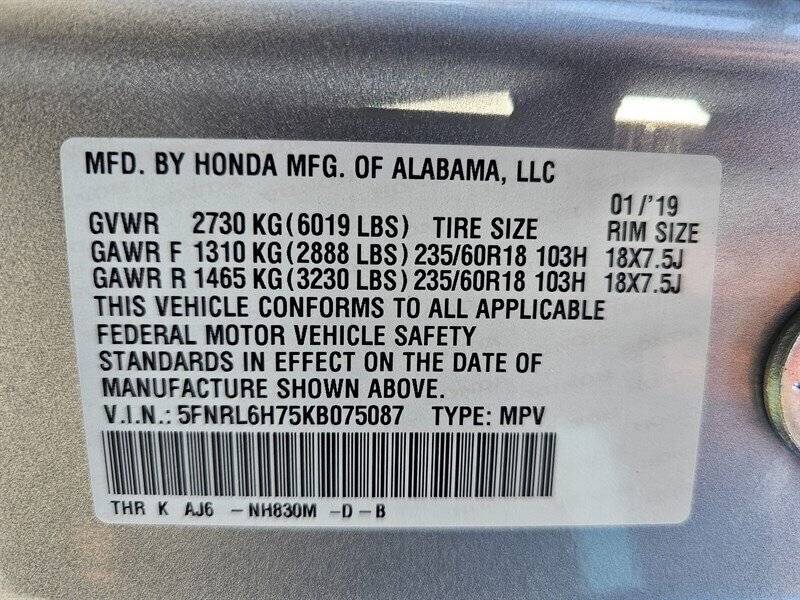 MFD. BY HONDA MFG. OF ALABAMA, LLC
01/'19
GVWR 2730 KG(6019 LBS) TIRE SIZE RIM SIZE
GAWR F 1310 KG(2888 LBS) 235/60R18 103H 18X7.5J
GAWR R 1465 KG(3230 LBS) 235/60R18 103H 18X7.5J
THIS VEHICLE CONFORMS TO ALL APPLICABLE
FEDERAL MOTOR VEHICLE SAFETY
STANDARDS IN EFFECT ON THE DATE OF
MANUFACTURE SHOWN ABOVE.
V.I.N.: 5FNRL6H75KB075087 TYPE: MPV
THR K AJ6 -NH830M -D-B